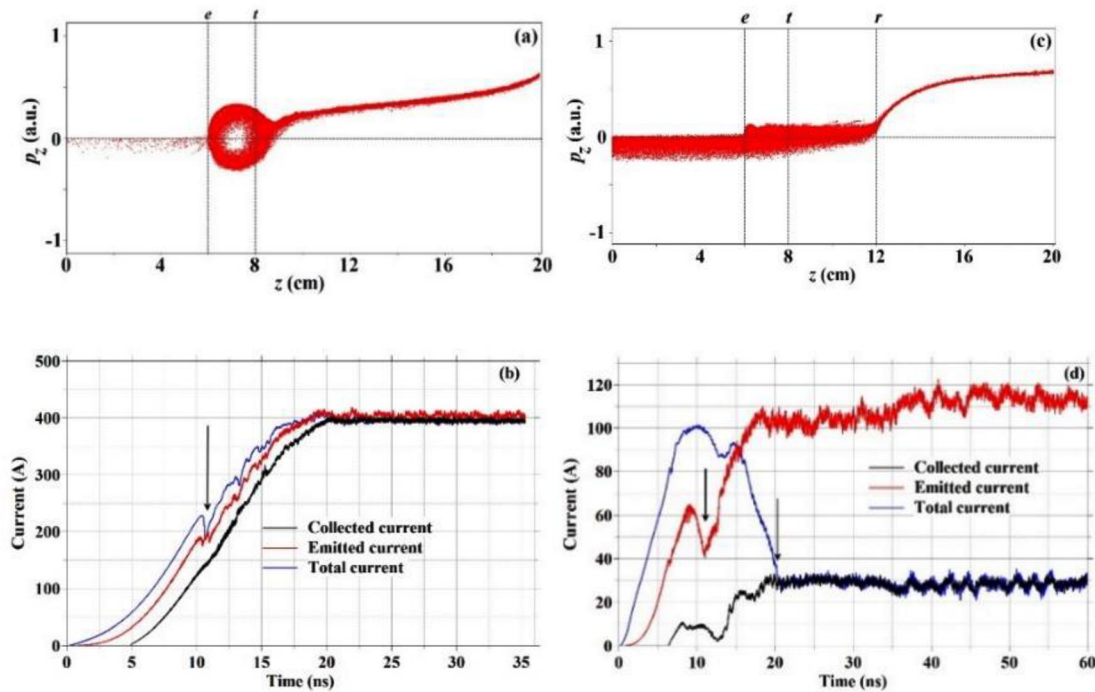 e t
(a)
1
0
-1
p_z (a.u.)
0 4 6 8 12 16 20
z (cm)
e t r
(c)
1
0
-1
p_z (a.u.)
0 4 6 8 12 16 20
z (cm)
500
400
300
200
100
0
Current (A)
(b)
Collected current
Emitted current
Total current
0 5 10 15 20 25 30 35
Time (ns)
120
100
80
60
40
20
0
Current (A)
(d)
Collected current
Emitted current
Total current
0 10 20 30 40 50 60
Time (ns)